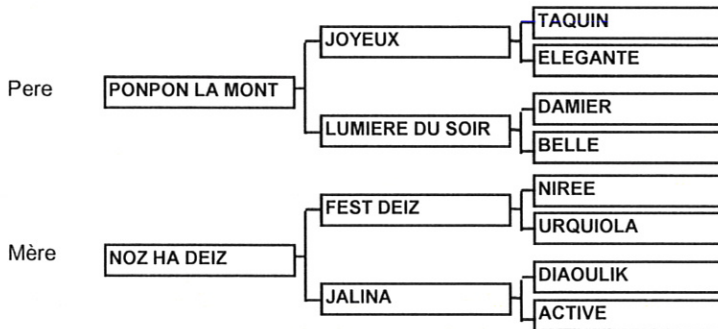 TAQUIN
JOYEUX
ELEGANTE
Pere
PONPON LA MONT
DAMIER
LUMIERE DU SOIR
BELLE
NIREE
FEST DEIZ
URQUIOLA
Mère
NOZ HA DEIZ
DIAOULIK
JALINA
ACTIVE